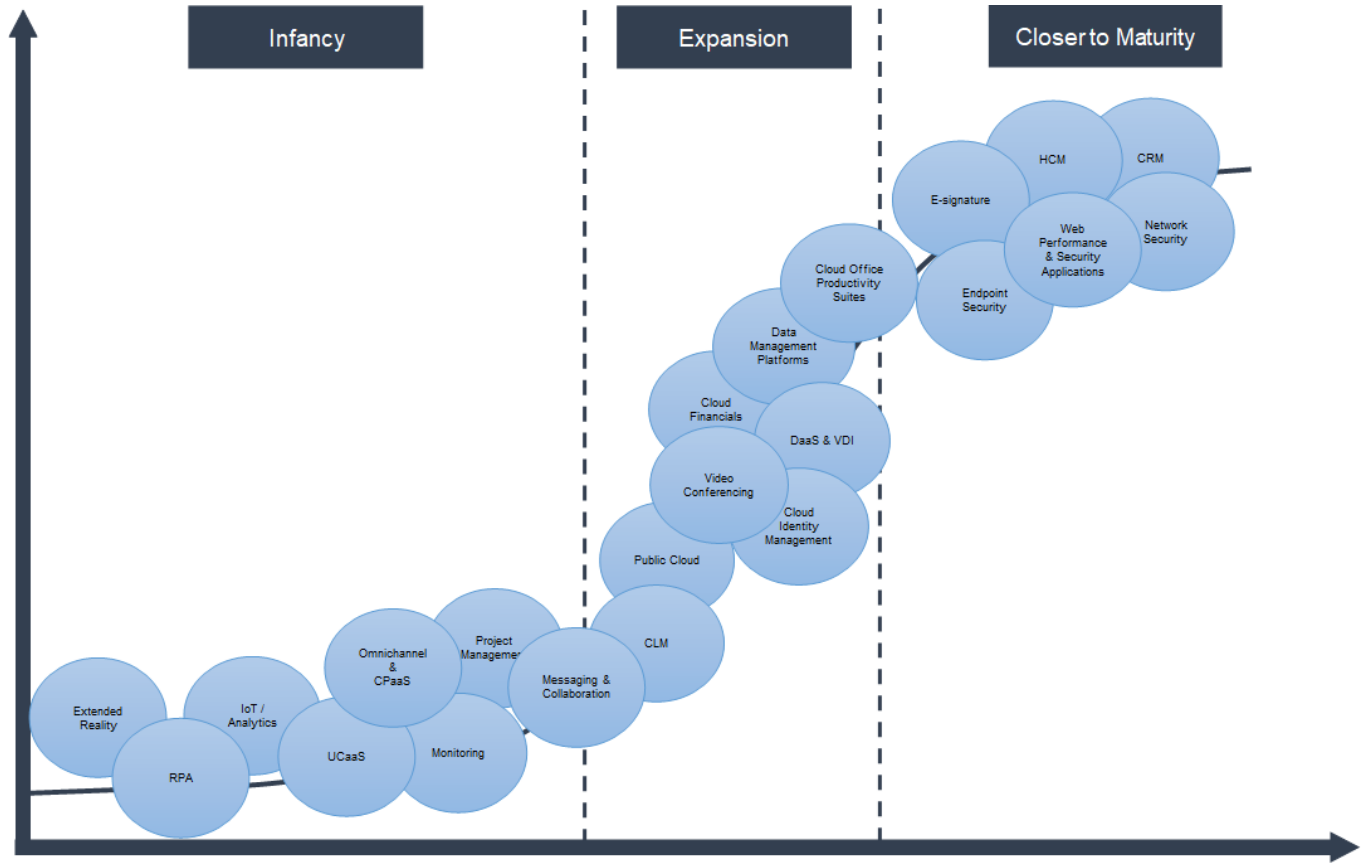 Infancy
Expansion
Closer to Maturity
HCM
CRM
E-signature
Web
Performance
& Security
Applications
Network
Security
Endpoint
Security
Cloud Office
Productivity
Suites
Data
Management
Platforms
Cloud
Financials
DaaS & VDI
Video
Conferencing
Cloud
Identity
Management
Public Cloud
CLM
Messaging &
Collaboration
Project
Management
Omnichannel
&
CPaaS
Monitoring
UCaaS
IoT /
Analytics
Extended
Reality
RPA